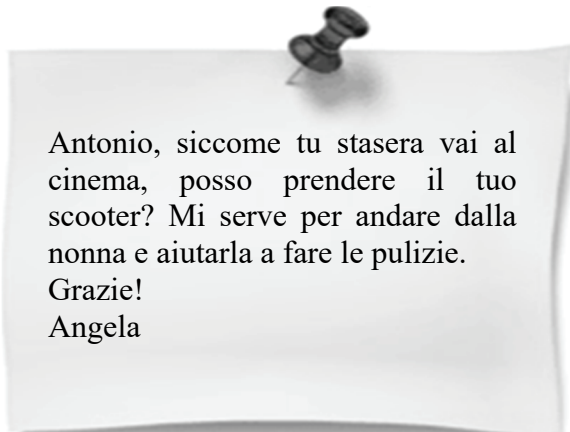 Antonio, siccome tu stasera vai al
cinema, posso prendere il tuo
scooter? Mi serve per andare dalla
nonna e aiutarla a fare le pulizie.
Grazie!
Angela